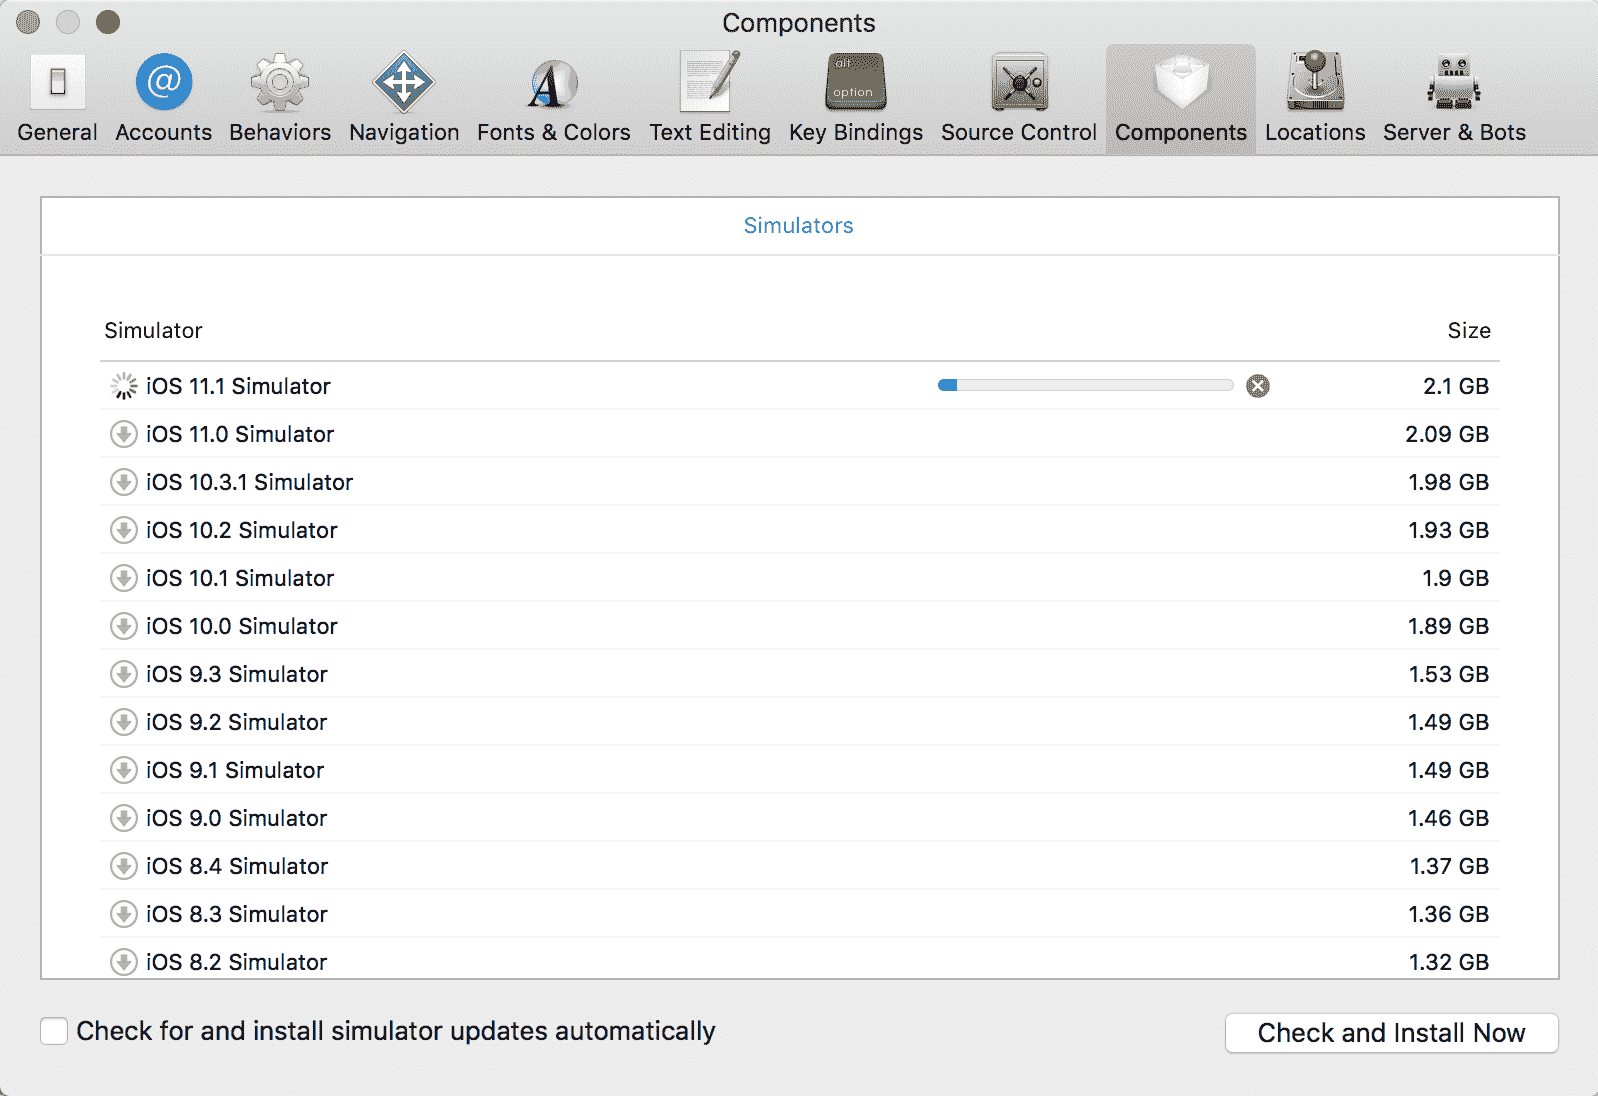 Components
@
alt
option
General Accounts Behaviors Navigation Fonts & Colors Text Editing Key Bindings Source Control Components Locations Server & Bots
Simulators
Simulator Size
iOS 11.1 Simulator 2.1 GB
iOS 11.0 Simulator 2.09 GB
iOS 10.3.1 Simulator 1.98 GB
iOS 10.2 Simulator 1.93 GB
iOS 10.1 Simulator 1.9 GB
iOS 10.0 Simulator 1.89 GB
iOS 9.3 Simulator 1.53 GB
iOS 9.2 Simulator 1.49 GB
iOS 9.1 Simulator 1.49 GB
iOS 9.0 Simulator 1.46 GB
iOS 8.4 Simulator 1.37 GB
iOS 8.3 Simulator 1.36 GB
iOS 8.2 Simulator 1.32 GB
Check for and install simulator updates automatically Check and Install Now